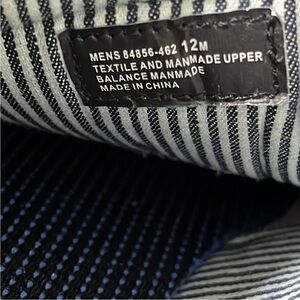 MENS 84856-462 12M
TEXTILE AND MANMADE UPPER
BALANCE MANMADE
MADE IN CHINA